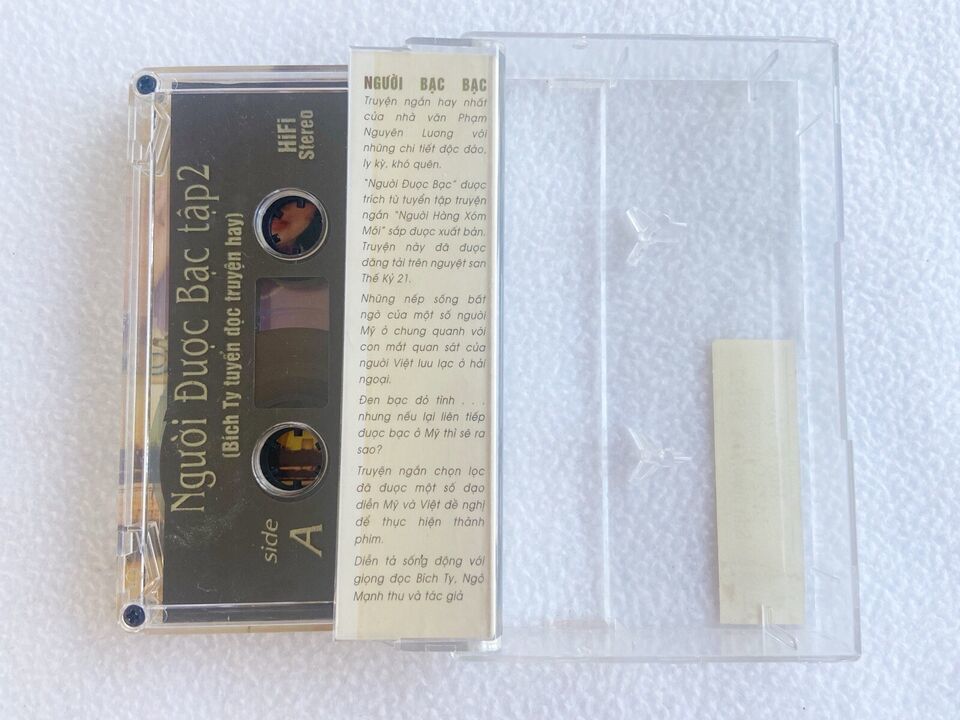 Người Được Bạc tập2
(Bích Ty tuyển đọc truyện hay)
HiFi
Stereo
side
A
NGƯỜI BẠC BẠC
Truyện ngắn hay nhất
của nhà văn Phạm
Nguyên Lương với
những chi tiết độc đáo,
ly kỳ, khó quên.
"Người Được Bạc" được
trích từ tuyển tập truyện
ngắn "Người Hàng Xóm
Mới" sắp được xuất bản.
Truyện này đã được
đăng tải trên nguyệt san
Thế Kỷ 21.
Những nếp sống bất
ngờ của một số người
Mỹ ở chung quanh với
con mắt quan sát của
người Việt lưu lạc ở hải
ngoại.
Đen bạc đỏ tình . . .
nhưng nếu lại liên tiếp
được bạc ở Mỹ thì sẽ ra
sao?
Truyện ngắn chọn lọc
đã được một số đạo
diễn Mỹ và Việt đề nghị
để thực hiện thành
phim.
Diễn tả sống động với
giọng đọc Bích Ty, Ngô
Mạnh thu và tác giả